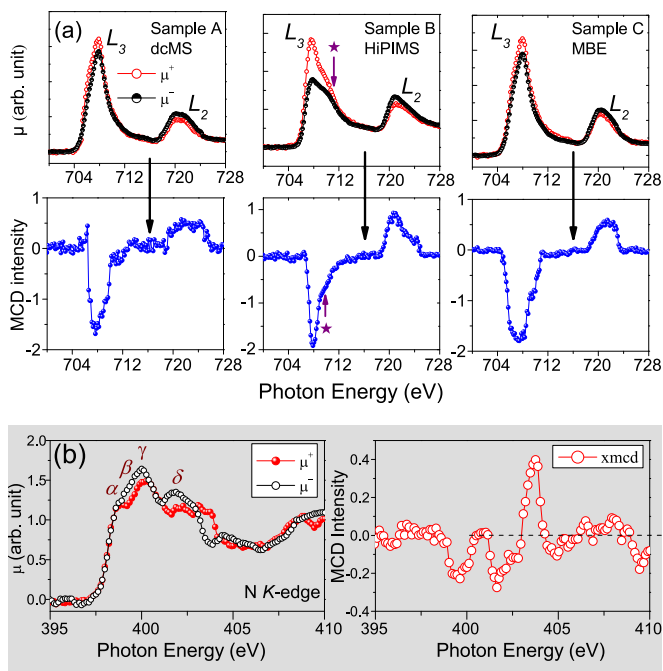 (a)
Sample A
dcMS
L3
μ+
μ−
L2
Sample B
HiPIMS
L3
L2
Sample C
MBE
L3
L2
μ (arb. unit)
704 712 720 728
704 712 720 728
704 712 720 728
MCD intensity
1
0
-1
-2
1
0
-1
-2
1
0
-1
-2
704 712 720 728
704 712 720 728
704 712 720 728
Photon Energy (eV)
(b)
μ (arb. unit)
2.0
1.5
1.0
0.5
0.0
α β γ δ
μ+
μ−
N K-edge
395 400 405 410
Photon Energy (eV)
MCD Intensity
0.4
0.2
0.0
-0.2
-0.4
xmcd
395 400 405 410
Photon Energy (eV)